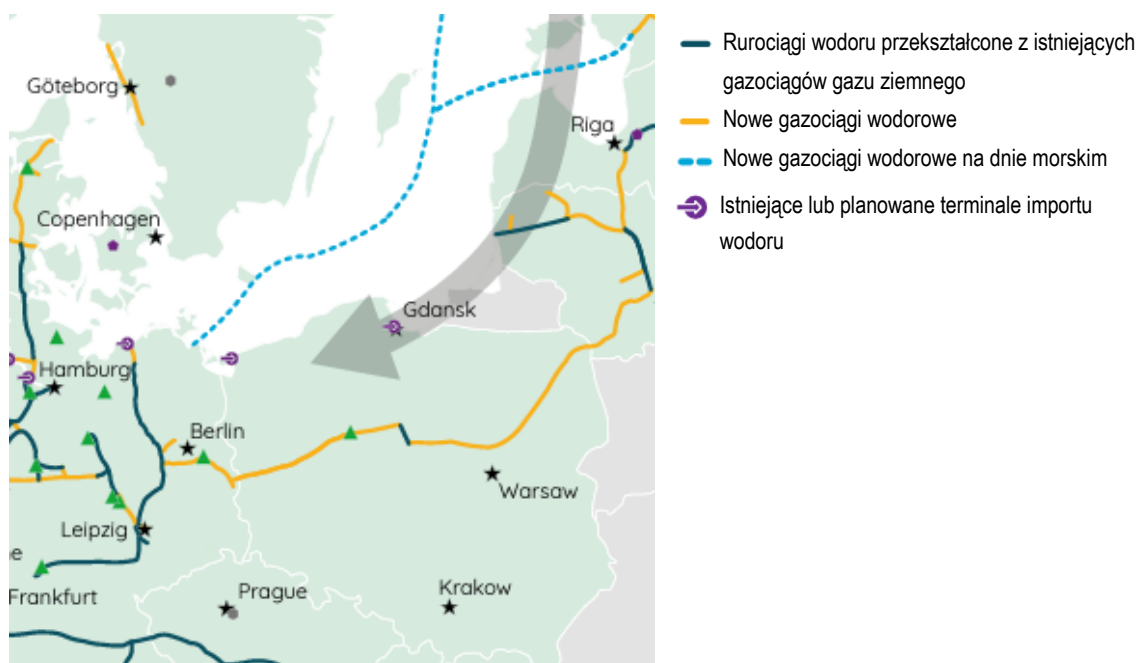 Göteborg
Riga
Copenhagen
Gdansk
Hamburg
Berlin
Warsaw
Leipzig
ne
Frankfurt
Prague
Krakow
Rurociągi wodoru przekształcone z istniejących
gazociągów gazu ziemnego
Nowe gazociągi wodorowe
Nowe gazociągi wodorowe na dnie morskim
Istniejące lub planowane terminale importu
wodoru